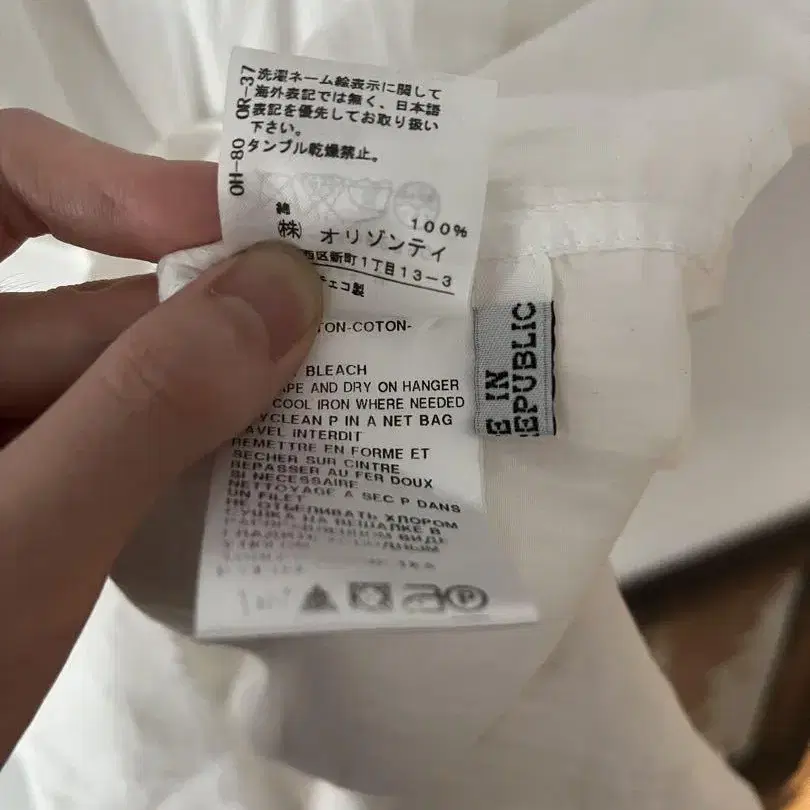 洗濯ネーム絵表示に関して
海外表記では無く、日本語
表記を優先してお取り扱い
下さい。
タンブル乾燥禁止。
OH-80 OR-37
綿 100%
㈱ オリゾンティ
西区新町1丁目13-3
チェコ製
TON-COTON-
BLEACH
APE AND DRY ON HANGER
COOL IRON WHERE NEEDED
YCLEAN P IN A NET BAG
AVEL INTERDIT
REMETTRE EN FORME ET
SECHER SUR CINTRE
REPASSER AU FER DOUX
SI NECESSAIRE
NETTOYAGE A SEC P DANS
UN FILET
НЕ ОТБЕЛИВАТЬ ХЛОРОМ
СУШКА НА ВЕШАЛКЕ В
E IN
REPUBLIC